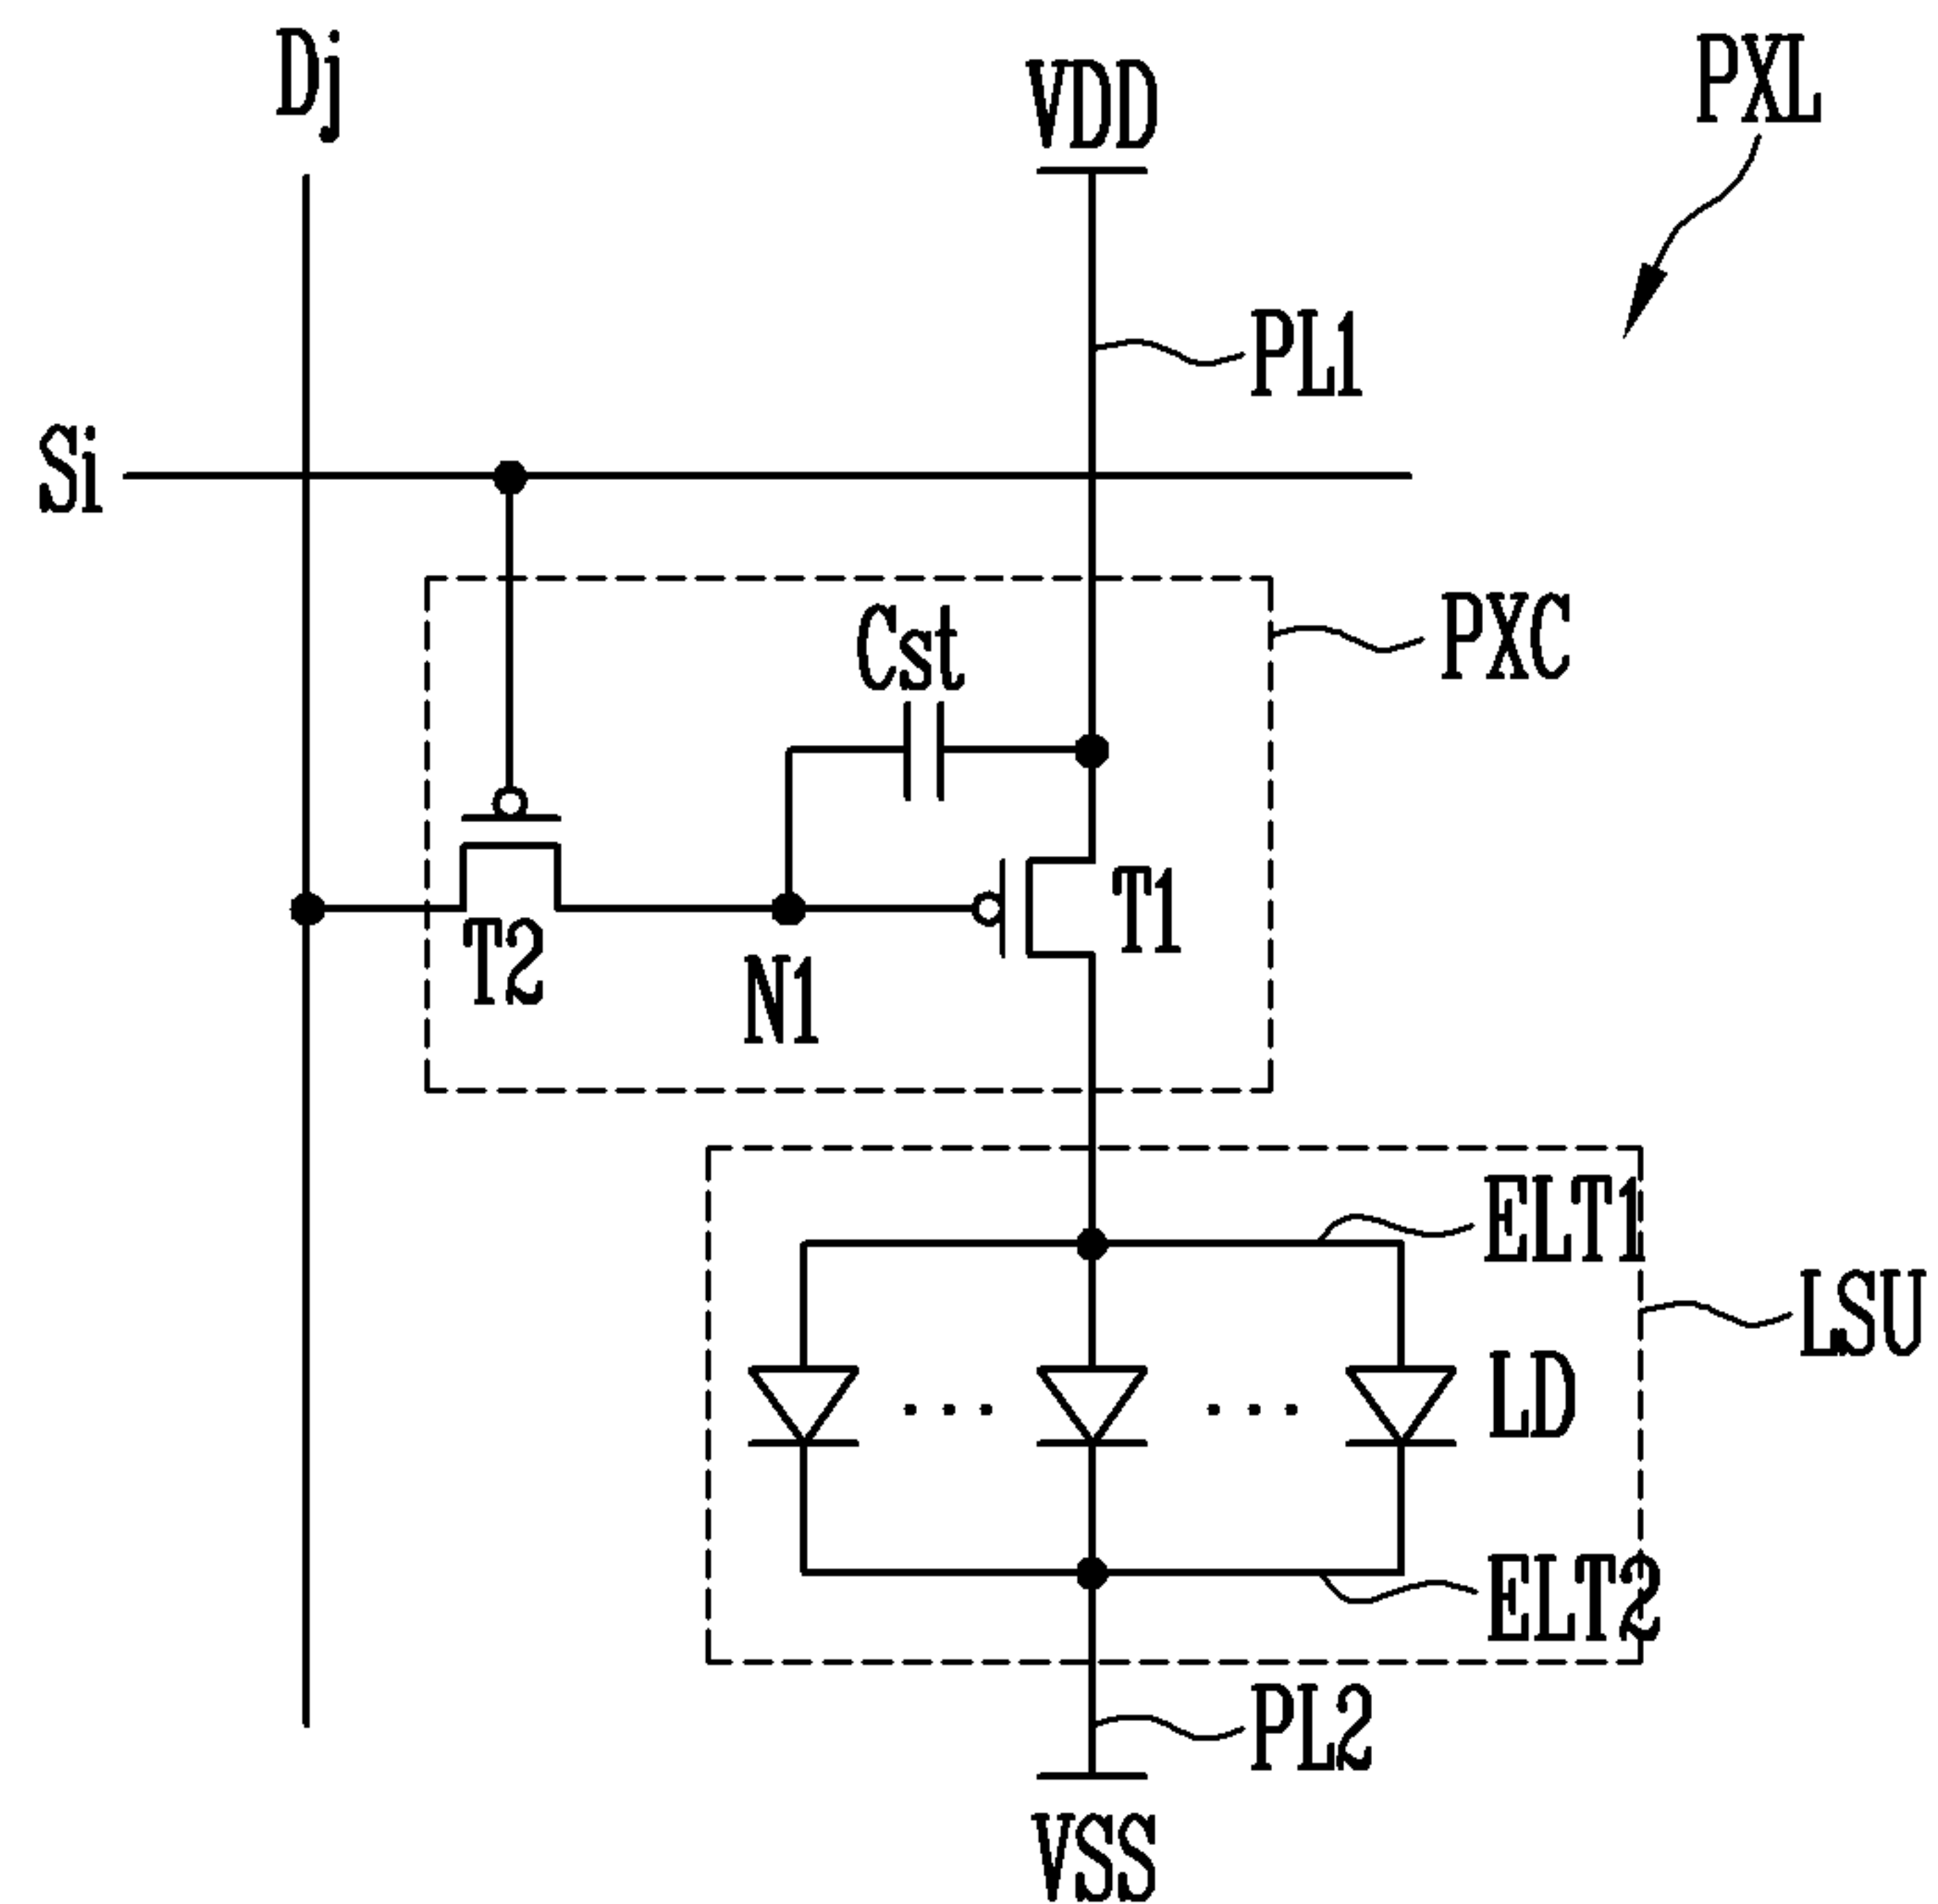 Dj
VDD
PXL
PL1
Si
PXC
Cst
T1
T2
N1
ELT1
LSU
LD
ELT2
PL2
VSS